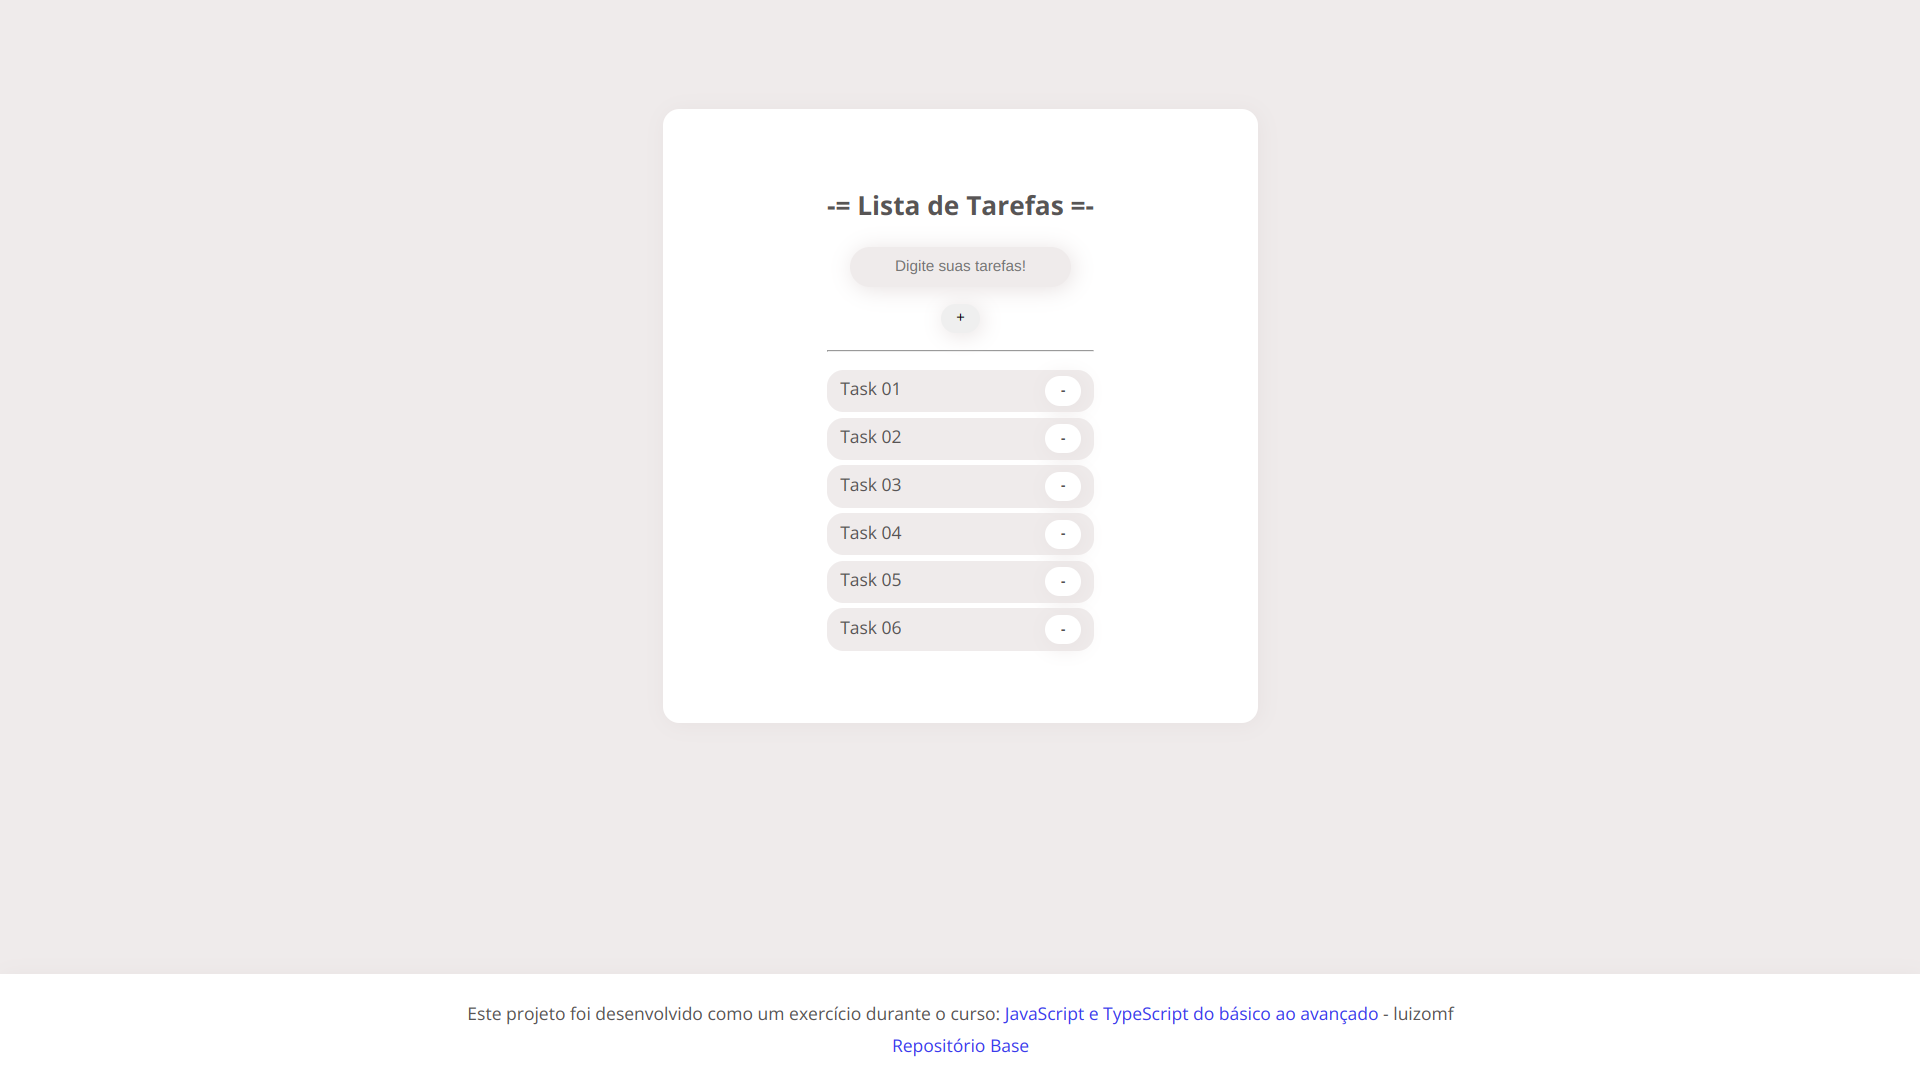 -= Lista de Tarefas =-
Digite suas tarefas!
+
Task 01 -
Task 02 -
Task 03 -
Task 04 -
Task 05 -
Task 06 -
Este projeto foi desenvolvido como um exercício durante o curso: JavaScript e TypeScript do básico ao avançado - luizomf
Repositório Base